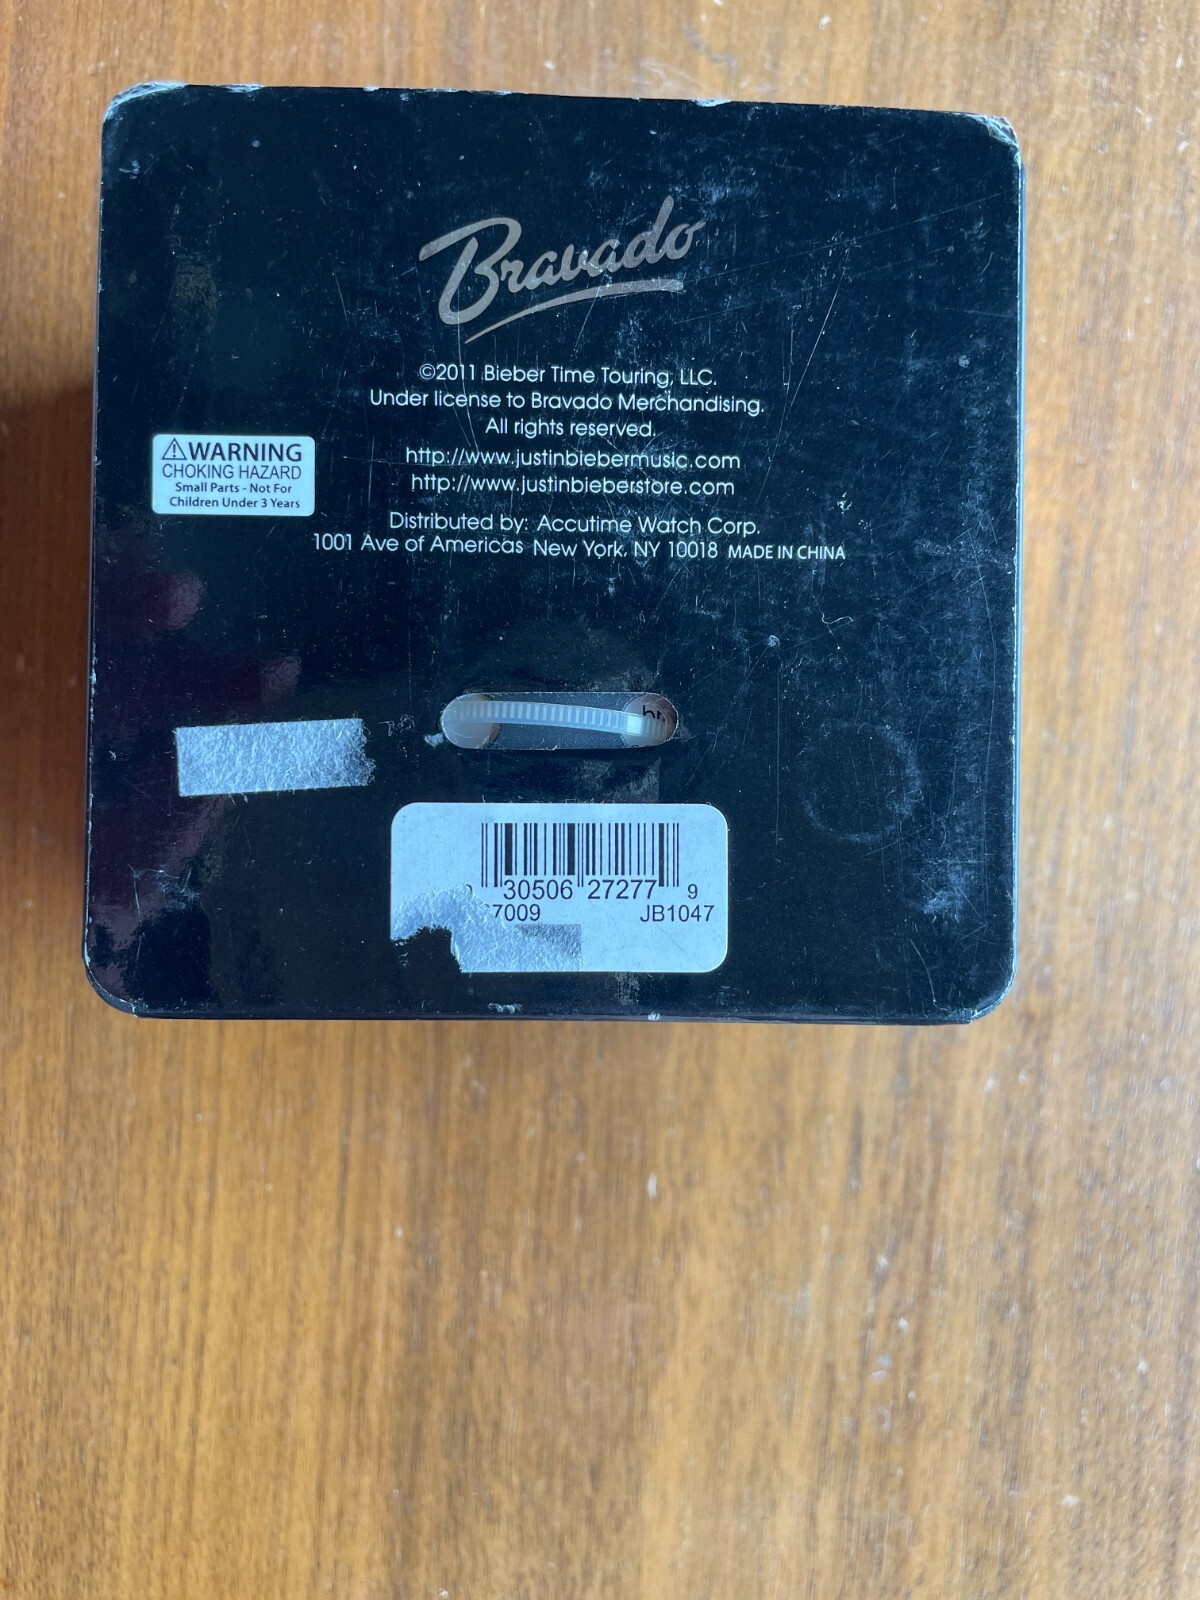 Bravado
©2011 Bieber Time Touring, LLC.
Under license to Bravado Merchandising.
All rights reserved.
http://www.justinbiebermusic.com
http://www.justinbieberstore.com
⚠WARNING
CHOKING HAZARD
Small Parts - Not For
Children Under 3 Years
Distributed by: Accutime Watch Corp.
1001 Ave of Americas New York, NY 10018 MADE IN CHINA
30506 27277 9
7009 JB1047